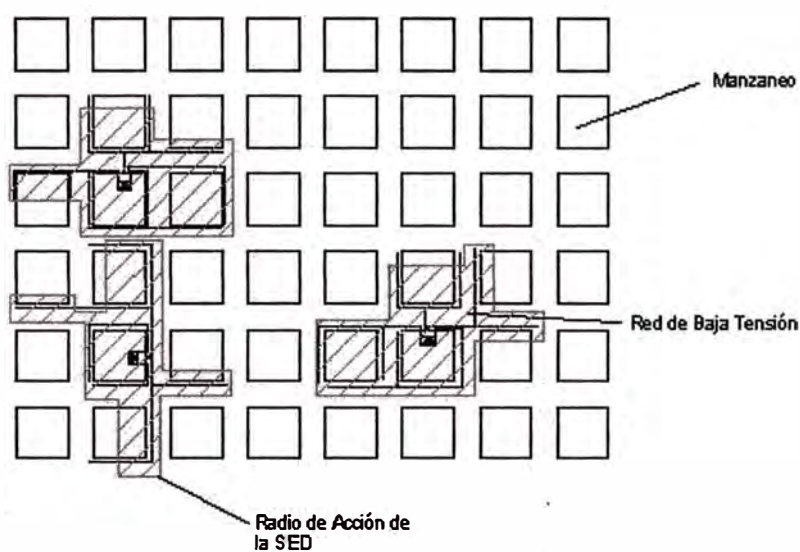 Manzaneo
Red de Baja Tensión
Radio de Acción de
la SED